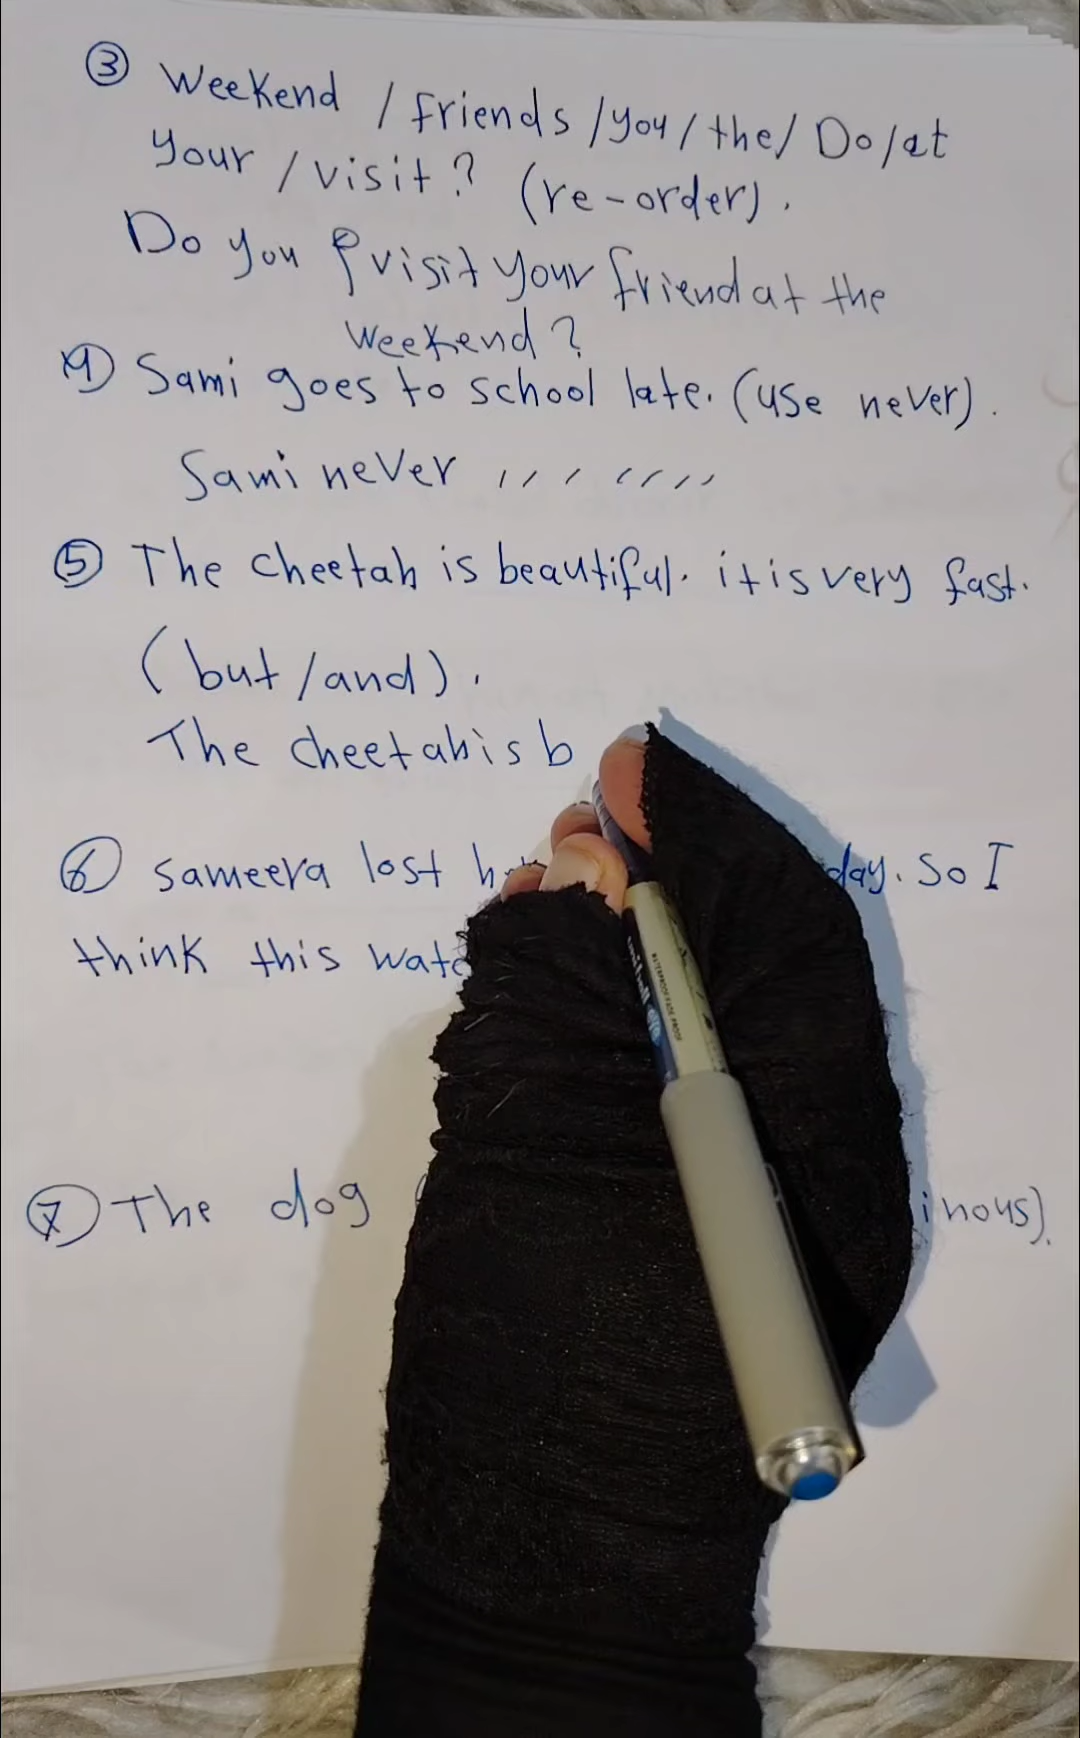 ③ Weekend / friends / you / the / Do / at
your / visit? (re-order).
Do you visit your friend at the
weekend?
④ Sami goes to school late. (use never).
Sami never ,, , ,,,,
⑤ The cheetah is beautiful. it is very fast.
(but / and).
The cheetah is b
⑥ sameera lost day. So I
think this
⑦ The dog